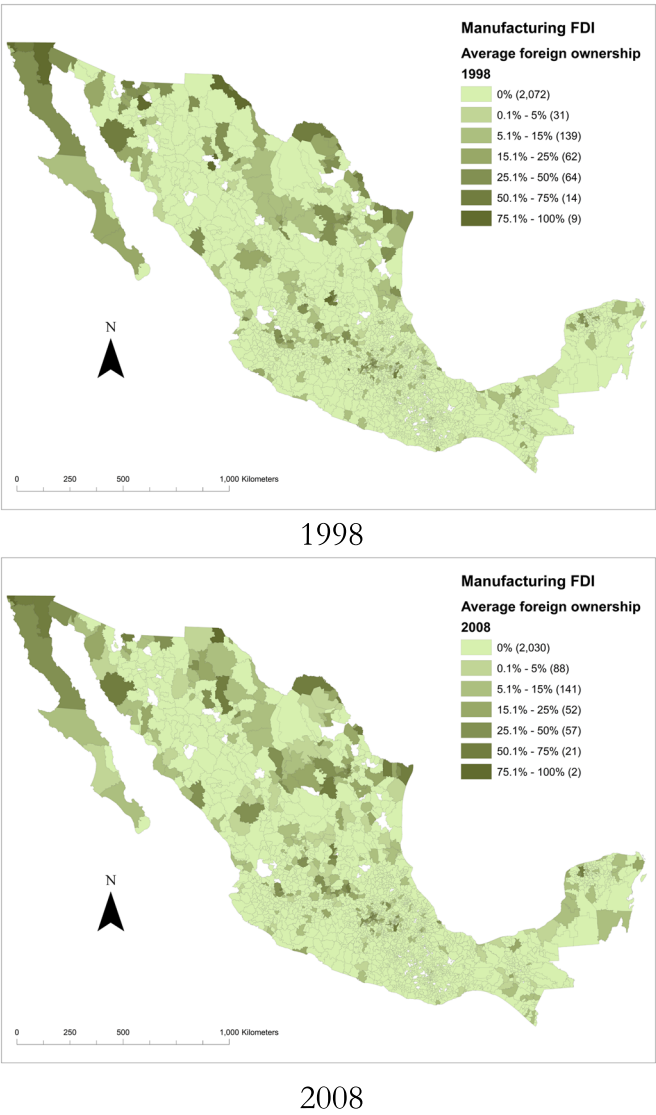 Manufacturing FDI
Average foreign ownership
1998
0% (2,072)
0.1% - 5% (31)
5.1% - 15% (139)
15.1% - 25% (62)
25.1% - 50% (64)
50.1% - 75% (14)
75.1% - 100% (9)
N
0 250 500 1,000 Kilometers
1998
Manufacturing FDI
Average foreign ownership
2008
0% (2,030)
0.1% - 5% (88)
5.1% - 15% (141)
15.1% - 25% (52)
25.1% - 50% (57)
50.1% - 75% (21)
75.1% - 100% (2)
N
0 250 500 1,000 Kilometers
2008